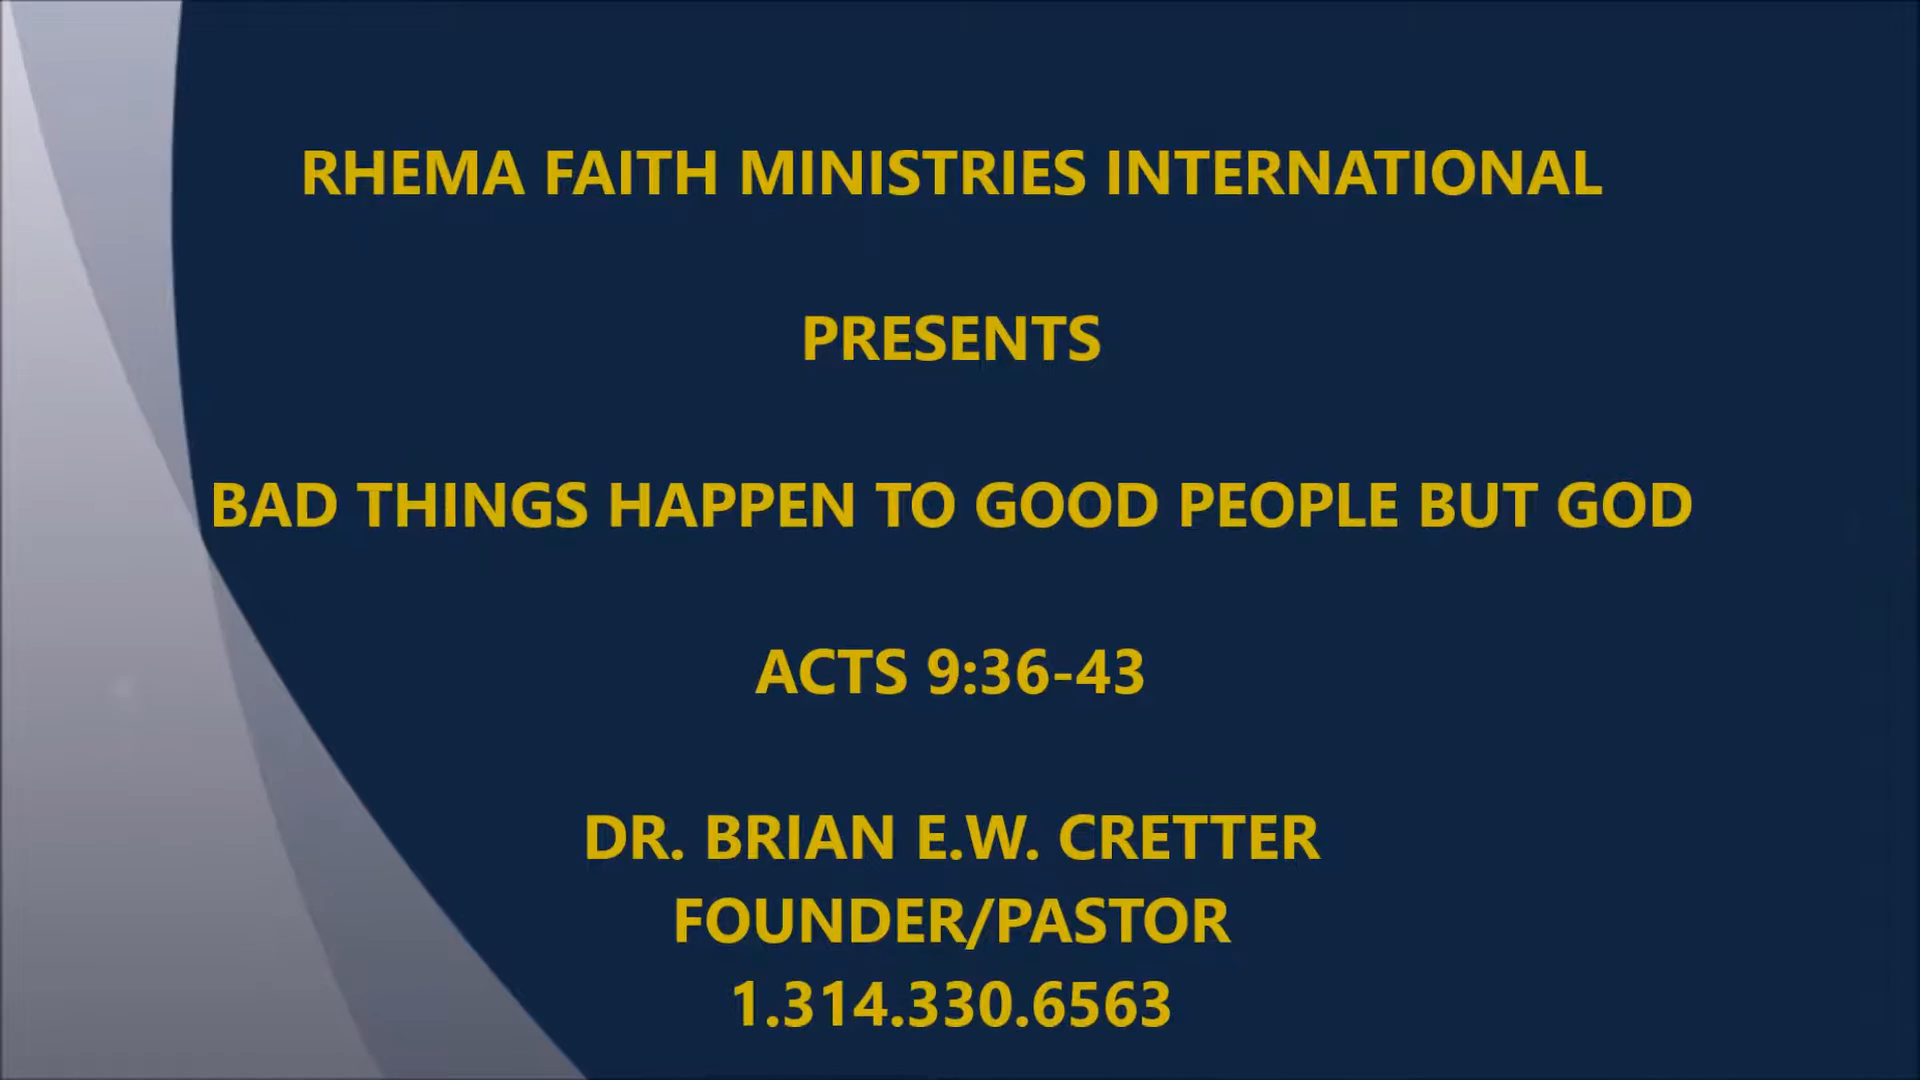 RHEMA FAITH MINISTRIES INTERNATIONAL
PRESENTS
BAD THINGS HAPPEN TO GOOD PEOPLE BUT GOD
ACTS 9:36-43
DR. BRIAN E.W. CRETTER
FOUNDER/PASTOR
1.314.330.6563